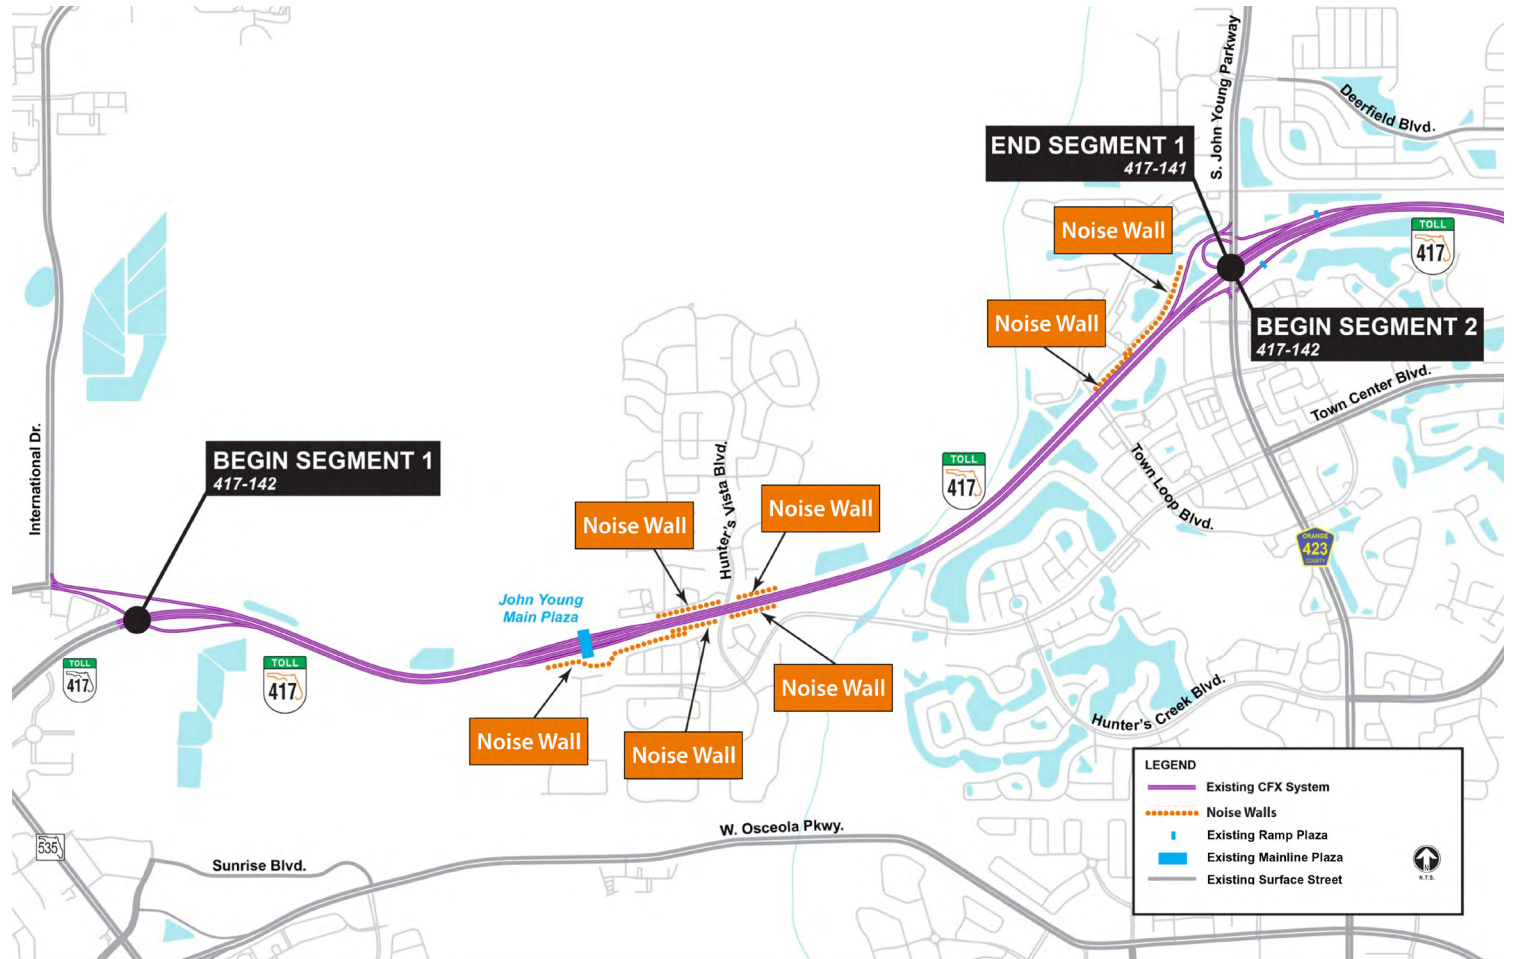 S. John Young Parkway
Deerfield Blvd.
END SEGMENT 1
417-141
Noise Wall
TOLL
417
Noise Wall
BEGIN SEGMENT 2
417-142
Town Center Blvd.
International Dr.
BEGIN SEGMENT 1
417-142
Hunter's Vista Blvd.
Town Loop Blvd.
TOLL
417
Noise Wall
Noise Wall
ORANGE
423
COUNTY
John Young
Main Plaza
TOLL
417
TOLL
417
Noise Wall
Hunter's Creek Blvd.
Noise Wall
Noise Wall
LEGEND
Existing CFX System
Noise Walls
Existing Ramp Plaza
Existing Mainline Plaza
Existing Surface Street
N
N.T.S.
W. Osceola Pkwy.
535
Sunrise Blvd.